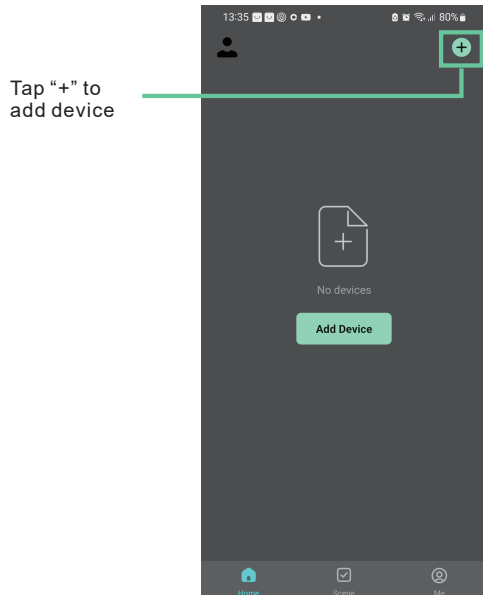 13:35
80%
Tap “+” to
add device
No devices
Add Device
Home
Scene
Me